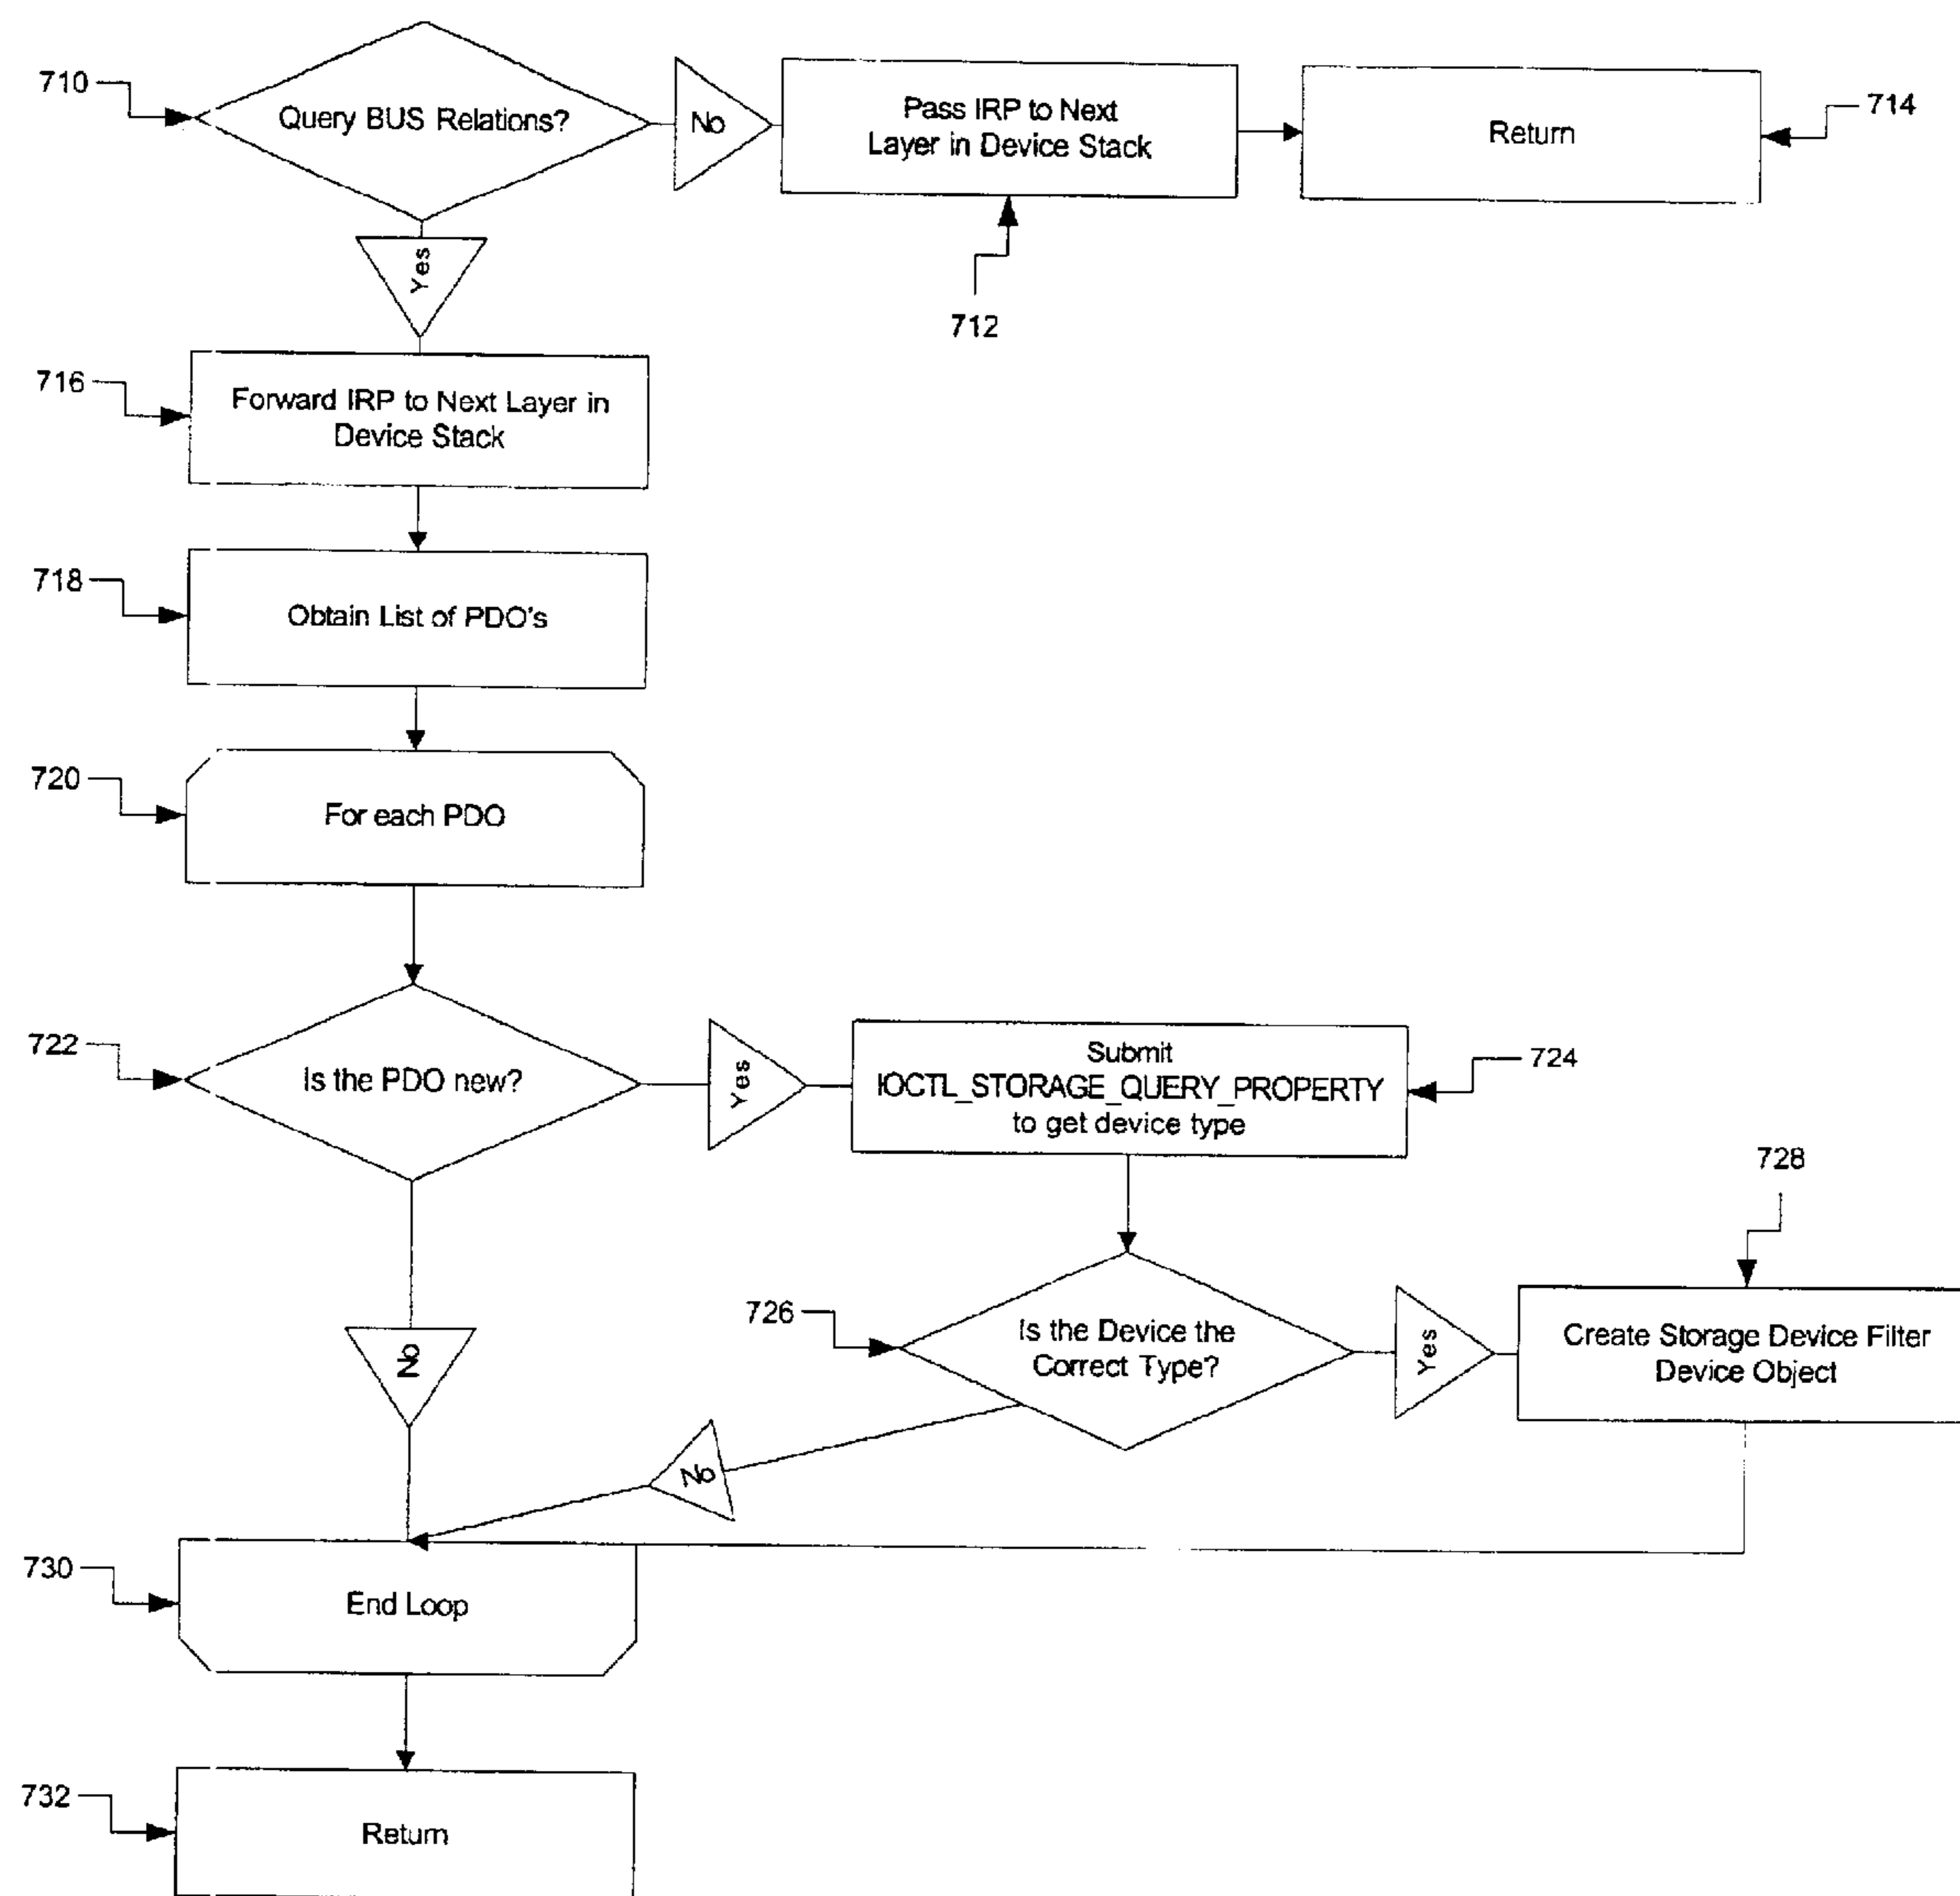 710
Query BUS Relations?
No
Pass IRP to Next
Layer in Device Stack
Return
714
712
Yes
716
Forward IRP to Next Layer in
Device Stack
718
Obtain List of PDO's
720
For each PDO
722
Is the PDO new?
Yes
Submit
IOCTL_STORAGE_QUERY_PROPERTY
to get device type
724
728
726
Is the Device the
Correct Type?
Yes
Create Storage Device Filter
Device Object
No
No
730
End Loop
732
Return